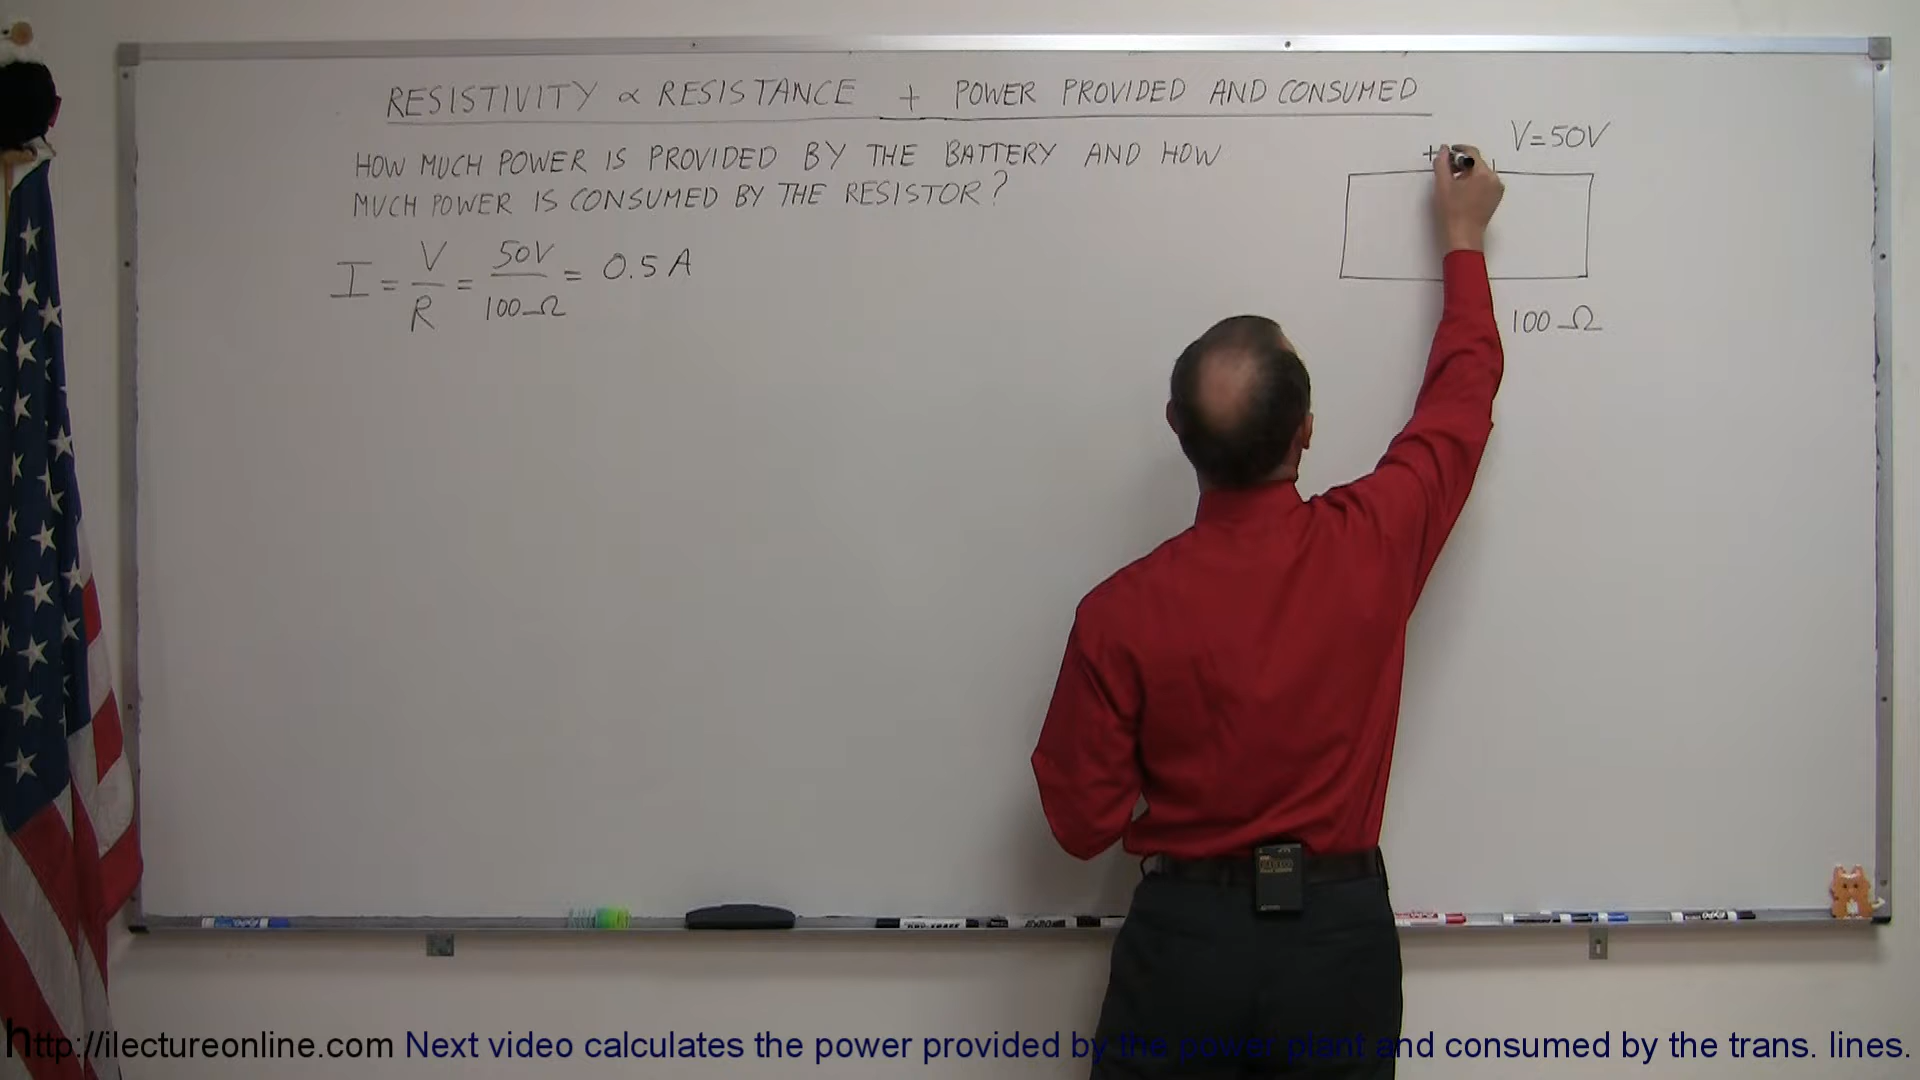 RESISTIVITY & RESISTANCE + POWER PROVIDED AND CONSUMED
HOW MUCH POWER IS PROVIDED BY THE BATTERY AND HOW
MUCH POWER IS CONSUMED BY THE RESISTOR?
I = V/R = 50V/100Ω = 0.5 A
V=50V
+
100 Ω
http://ilectureonline.com Next video calculates the power provided by the power plant and consumed by the trans. lines.